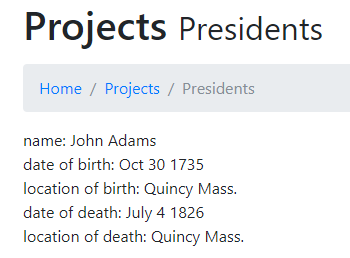 Projects Presidents
Home / Projects / Presidents
name: John Adams
date of birth: Oct 30 1735
location of birth: Quincy Mass.
date of death: July 4 1826
location of death: Quincy Mass.